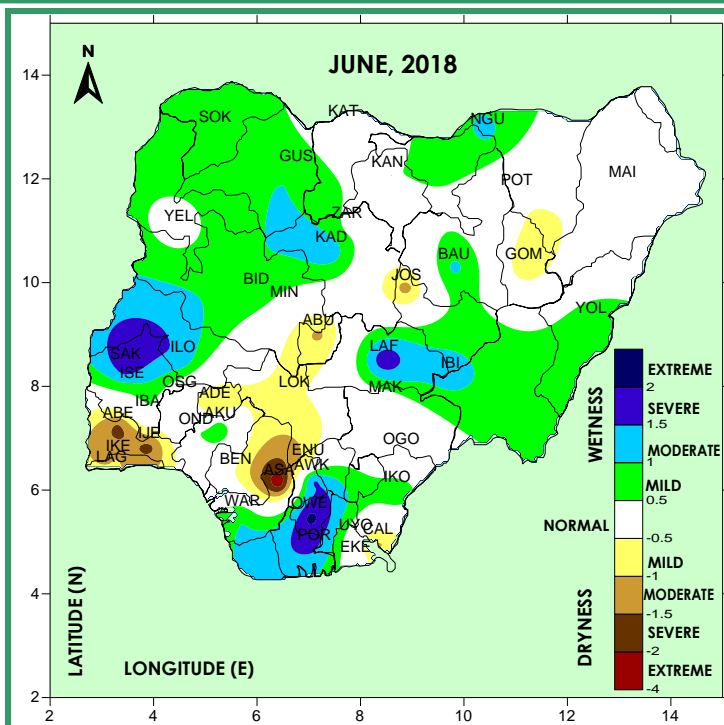 JUNE, 2018
N
14
12
10
8
6
4
2
2
4
6
8
10
12
14
LATITUDE (N)
LONGITUDE (E)
SOK
KAT
NGU
GUS
KAN
POT
MAI
YEL
ZAR
KAD
BAU
GOM
BID
MIN
JOS
YOL
ABU
SAK
ILO
LAF
IBI
ISE
OSG
LOK
MAK
IBA
ADE
ABE
OND
AKU
IJE
IKE
LAG
BEN
ENU
OGO
ASA
AWK
IKO
WAR
OWE
UYO
CAL
POR
EKE
WETNESS
NORMAL
DRYNESS
EXTREME
2
SEVERE
1.5
MODERATE
1
MILD
0.5
-0.5
MILD
-1
MODERATE
-1.5
SEVERE
-2
EXTREME
-4